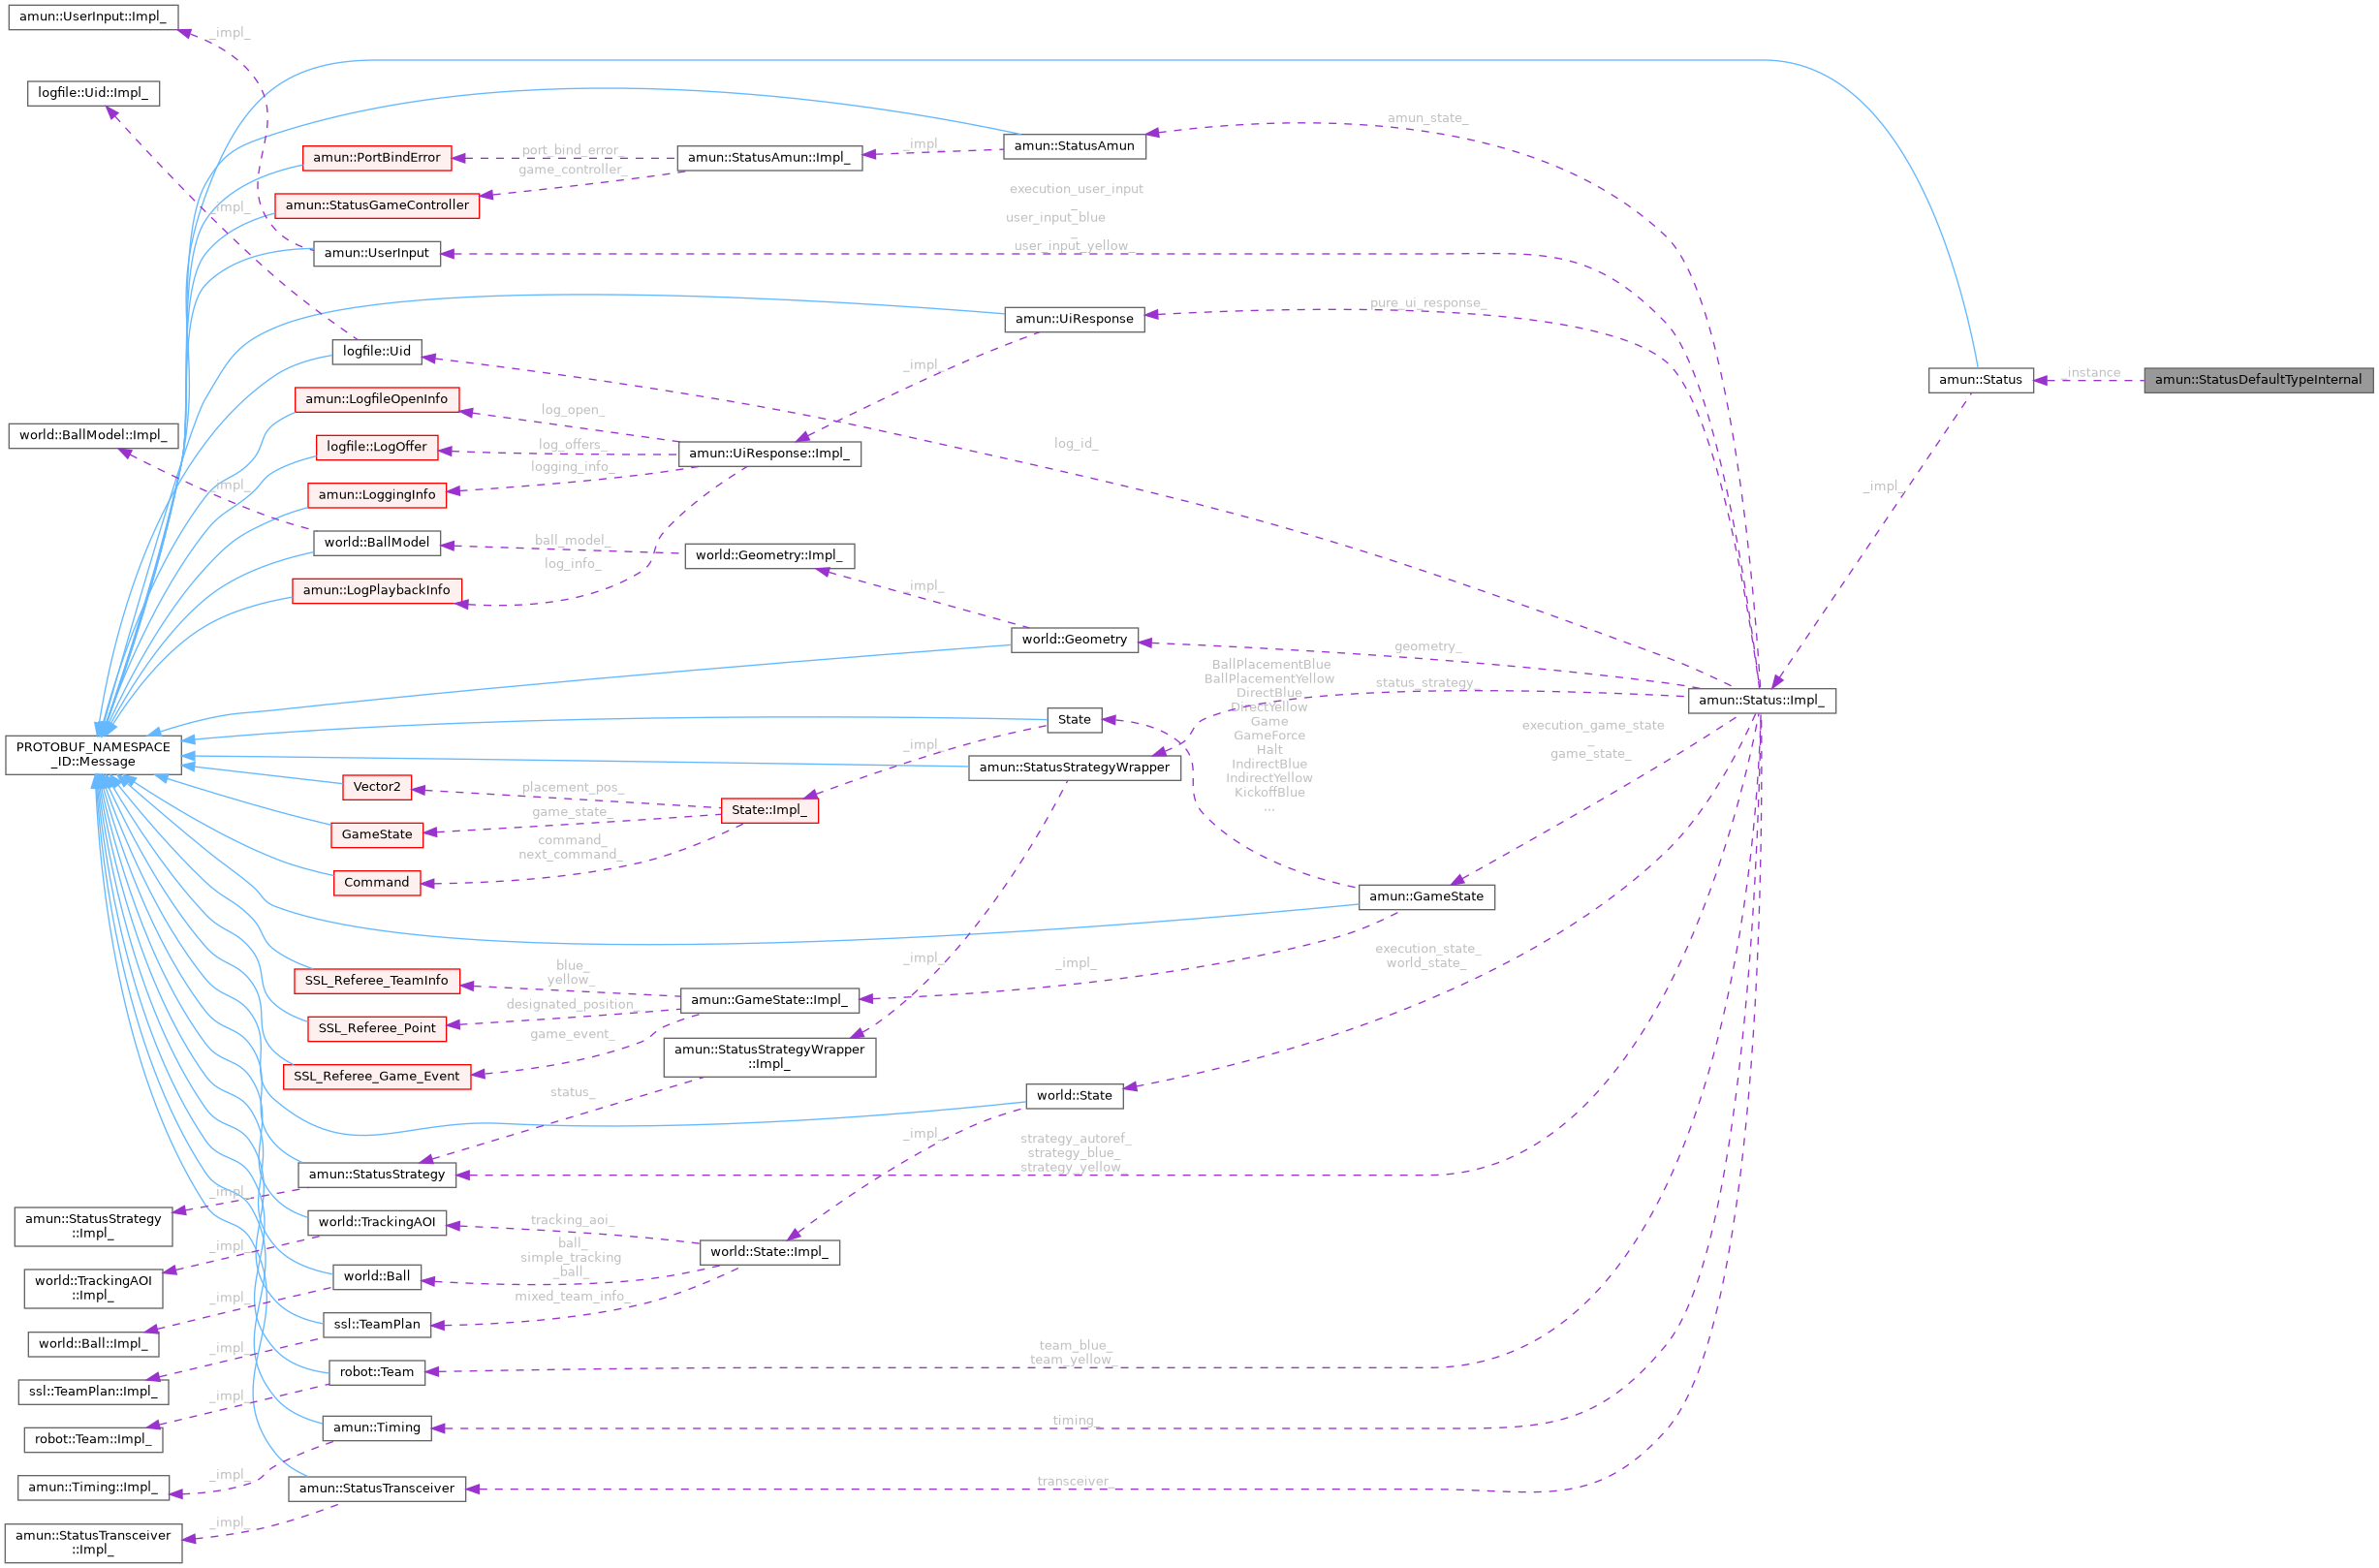 amun::UserInput::Impl_
_impl_
logfile::Uid::Impl_
amun_state_
amun::StatusAmun
_impl_
amun::PortBindError
port_bind_error_
amun::StatusAmun::Impl_
game_controller_
amun::StatusGameController
_impl_
execution_user_input
_
user_input_blue
_
user_input_yellow_
amun::UserInput
pure_ui_response_
amun::UiResponse
logfile::Uid
_impl_
amun::Status
_instance_
amun::StatusDefaultTypeInternal
amun::LogfileOpenInfo
log_open_
world::BallModel::Impl_
logfile::LogOffer
log_offers_
log_id_
amun::UiResponse::Impl_
logging_info_
_impl_
_impl_
amun::LoggingInfo
world::BallModel
ball_model_
world::Geometry::Impl_
log_info_
amun::LogPlaybackInfo
_impl_
world::Geometry
geometry_
BallPlacementBlue
BallPlacementYellow
DirectBlue
DirectYellow
Game
GameForce
Halt
IndirectBlue
IndirectYellow
KickoffBlue
...
status_strategy_
amun::Status::Impl_
State
execution_game_state
_
game_state_
PROTOBUF_NAMESPACE
_ID::Message
_impl_
amun::StatusStrategyWrapper
Vector2
placement_pos_
State::Impl_
GameState
game_state_
command_
next_command_
Command
amun::GameState
execution_state_
world_state_
_impl_
_impl_
SSL_Referee_TeamInfo
blue_
yellow_
amun::GameState::Impl_
designated_position_
SSL_Referee_Point
game_event_
amun::StatusStrategyWrapper
::Impl_
SSL_Referee_Game_Event
status_
world::State
_impl_
strategy_autoref_
strategy_blue_
strategy_yellow_
amun::StatusStrategy
_impl_
amun::StatusStrategy
::Impl_
world::TrackingAOI
tracking_aoi_
_impl_
ball_
simple_tracking
_ball_
world::State::Impl_
world::TrackingAOI
::Impl_
world::Ball
_impl_
mixed_team_info_
ssl::TeamPlan
world::Ball::Impl_
_impl_
team_blue_
team_yellow_
robot::Team
ssl::TeamPlan::Impl_
_impl_
amun::Timing
timing_
robot::Team::Impl_
_impl_
amun::Timing::Impl_
amun::StatusTransceiver
transceiver_
_impl_
amun::StatusTransceiver
::Impl_